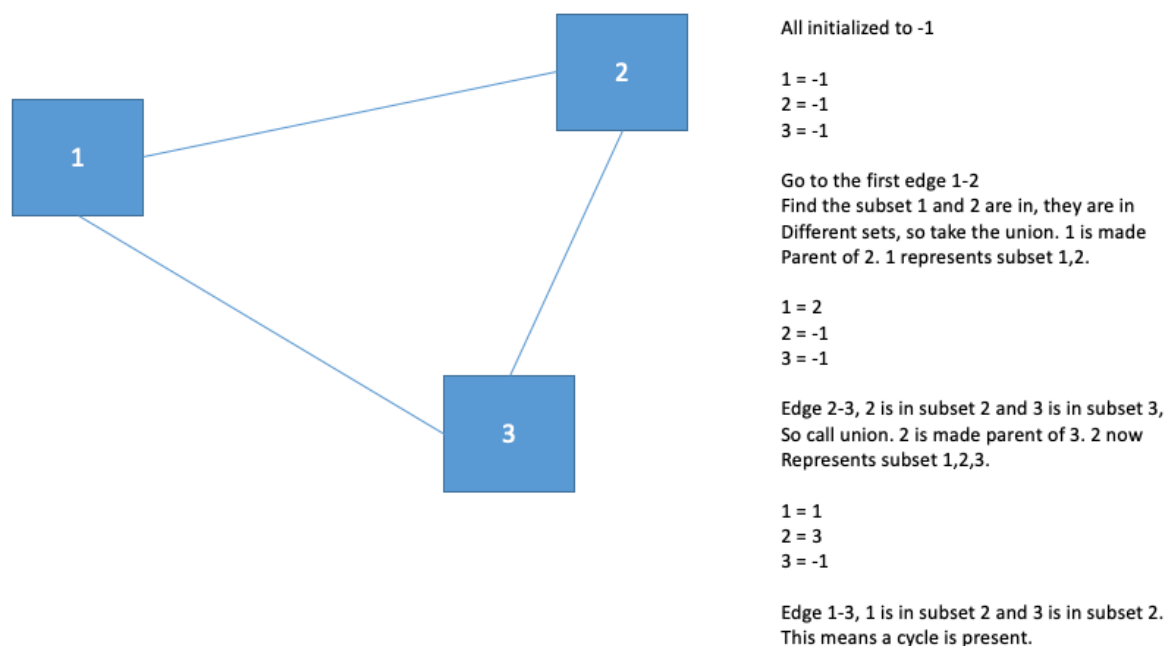 1
2
3
All initialized to -1
1 = -1
2 = -1
3 = -1
Go to the first edge 1-2
Find the subset 1 and 2 are in, they are in
Different sets, so take the union. 1 is made
Parent of 2. 1 represents subset 1,2.
1 = 2
2 = -1
3 = -1
Edge 2-3, 2 is in subset 2 and 3 is in subset 3,
So call union. 2 is made parent of 3. 2 now
Represents subset 1,2,3.
1 = 1
2 = 3
3 = -1
Edge 1-3, 1 is in subset 2 and 3 is in subset 2.
This means a cycle is present.